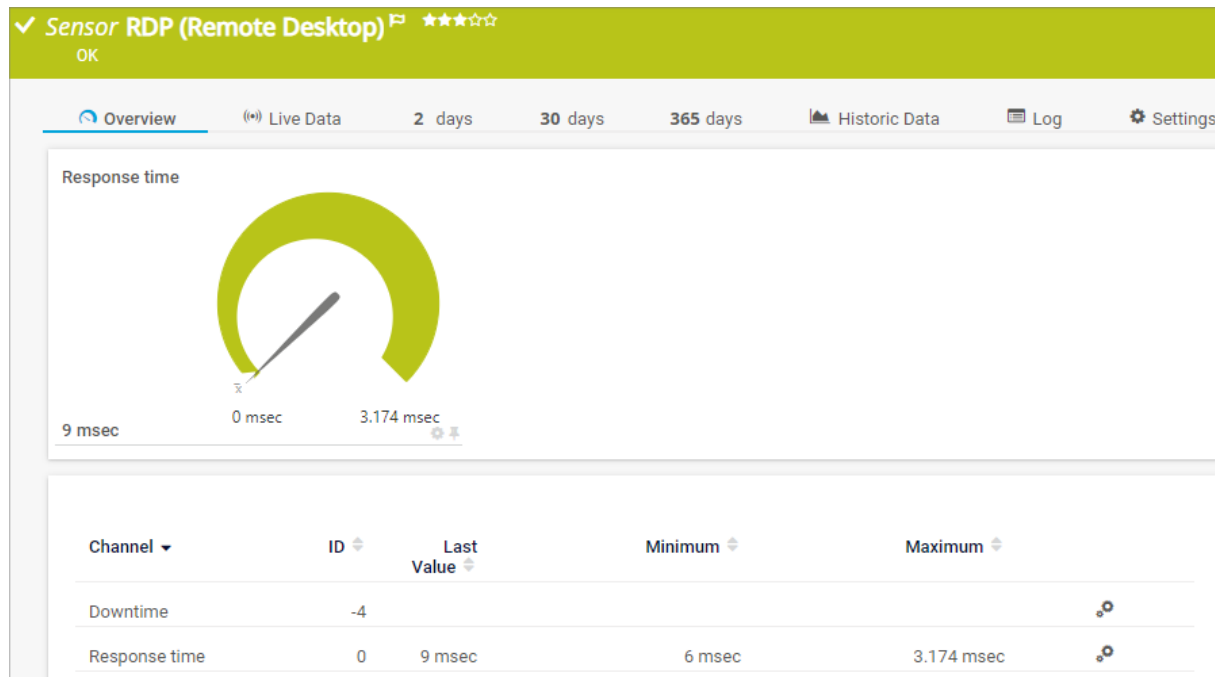 Sensor RDP (Remote Desktop)
OK
Overview Live Data 2 days 30 days 365 days Historic Data Log Settings
Response time
x
0 msec 3.174 msec
9 msec
Channel ID Last Value Minimum Maximum
Downtime -4
Response time 0 9 msec 6 msec 3.174 msec